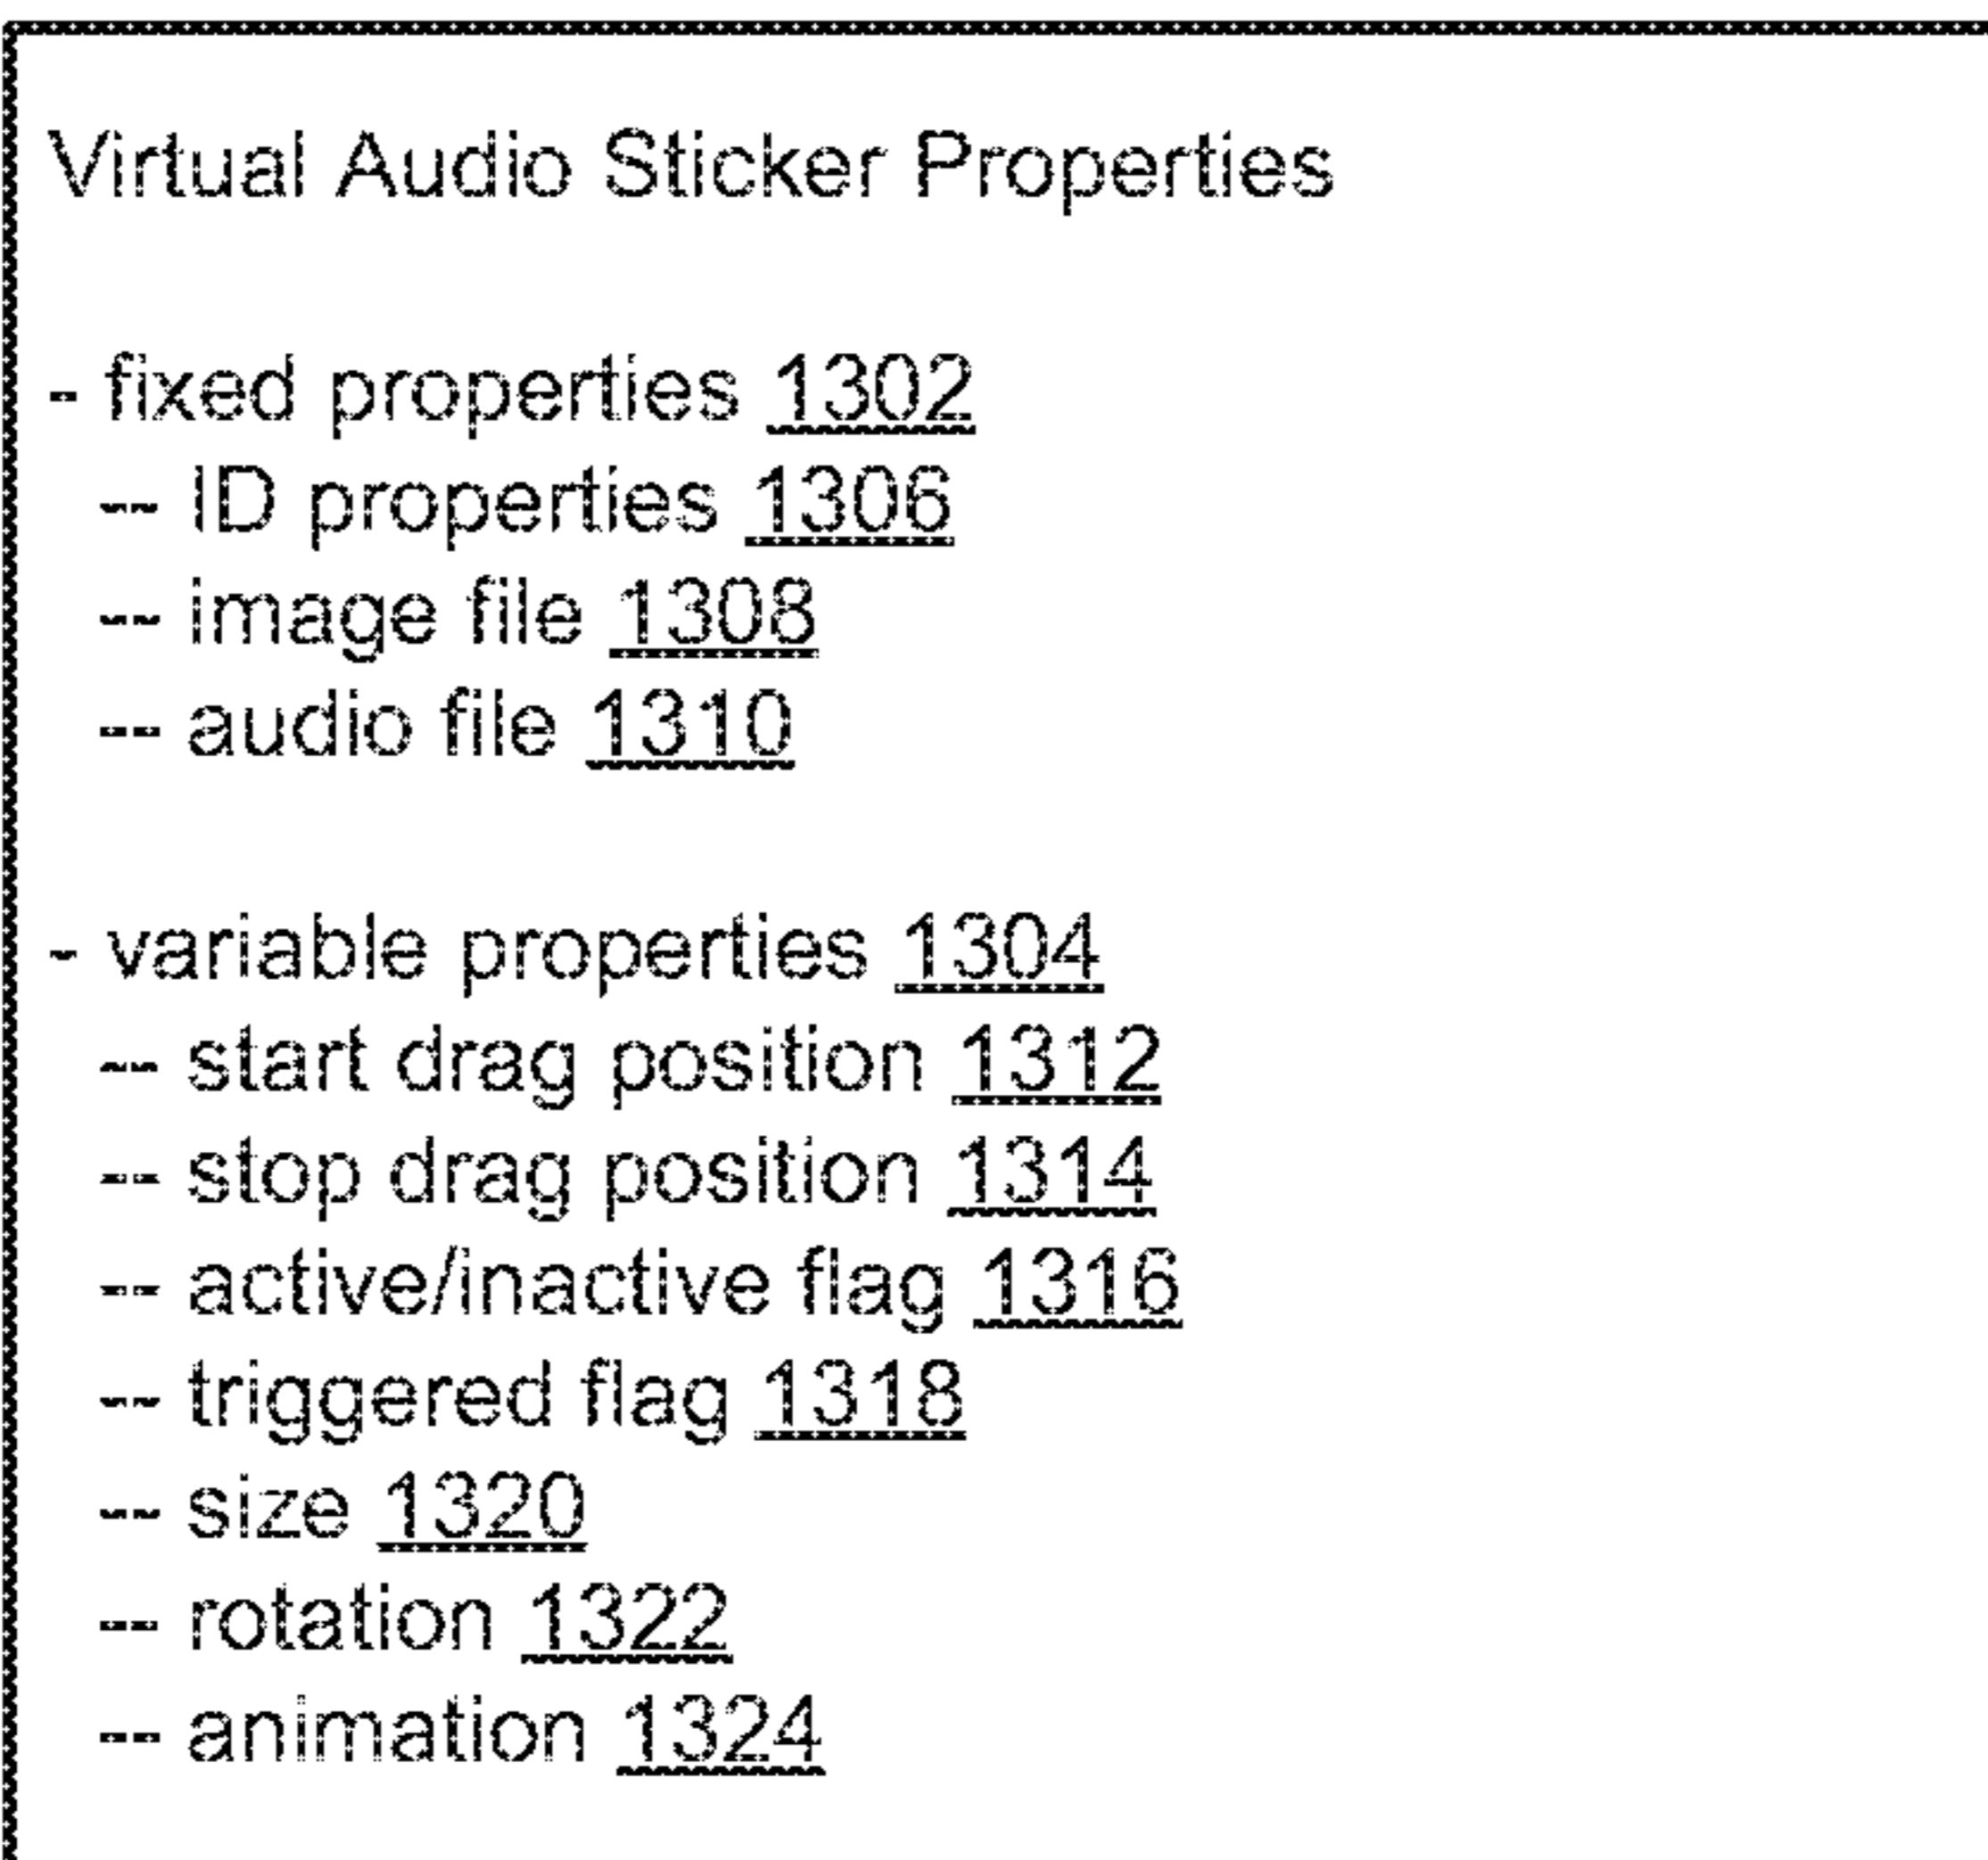 Virtual Audio Sticker Properties
- fixed properties 1302
-- ID properties 1306
-- image file 1308
-- audio file 1310
- variable properties 1304
-- start drag position 1312
-- stop drag position 1314
-- active/inactive flag 1316
-- triggered flag 1318
-- size 1320
-- rotation 1322
-- animation 1324